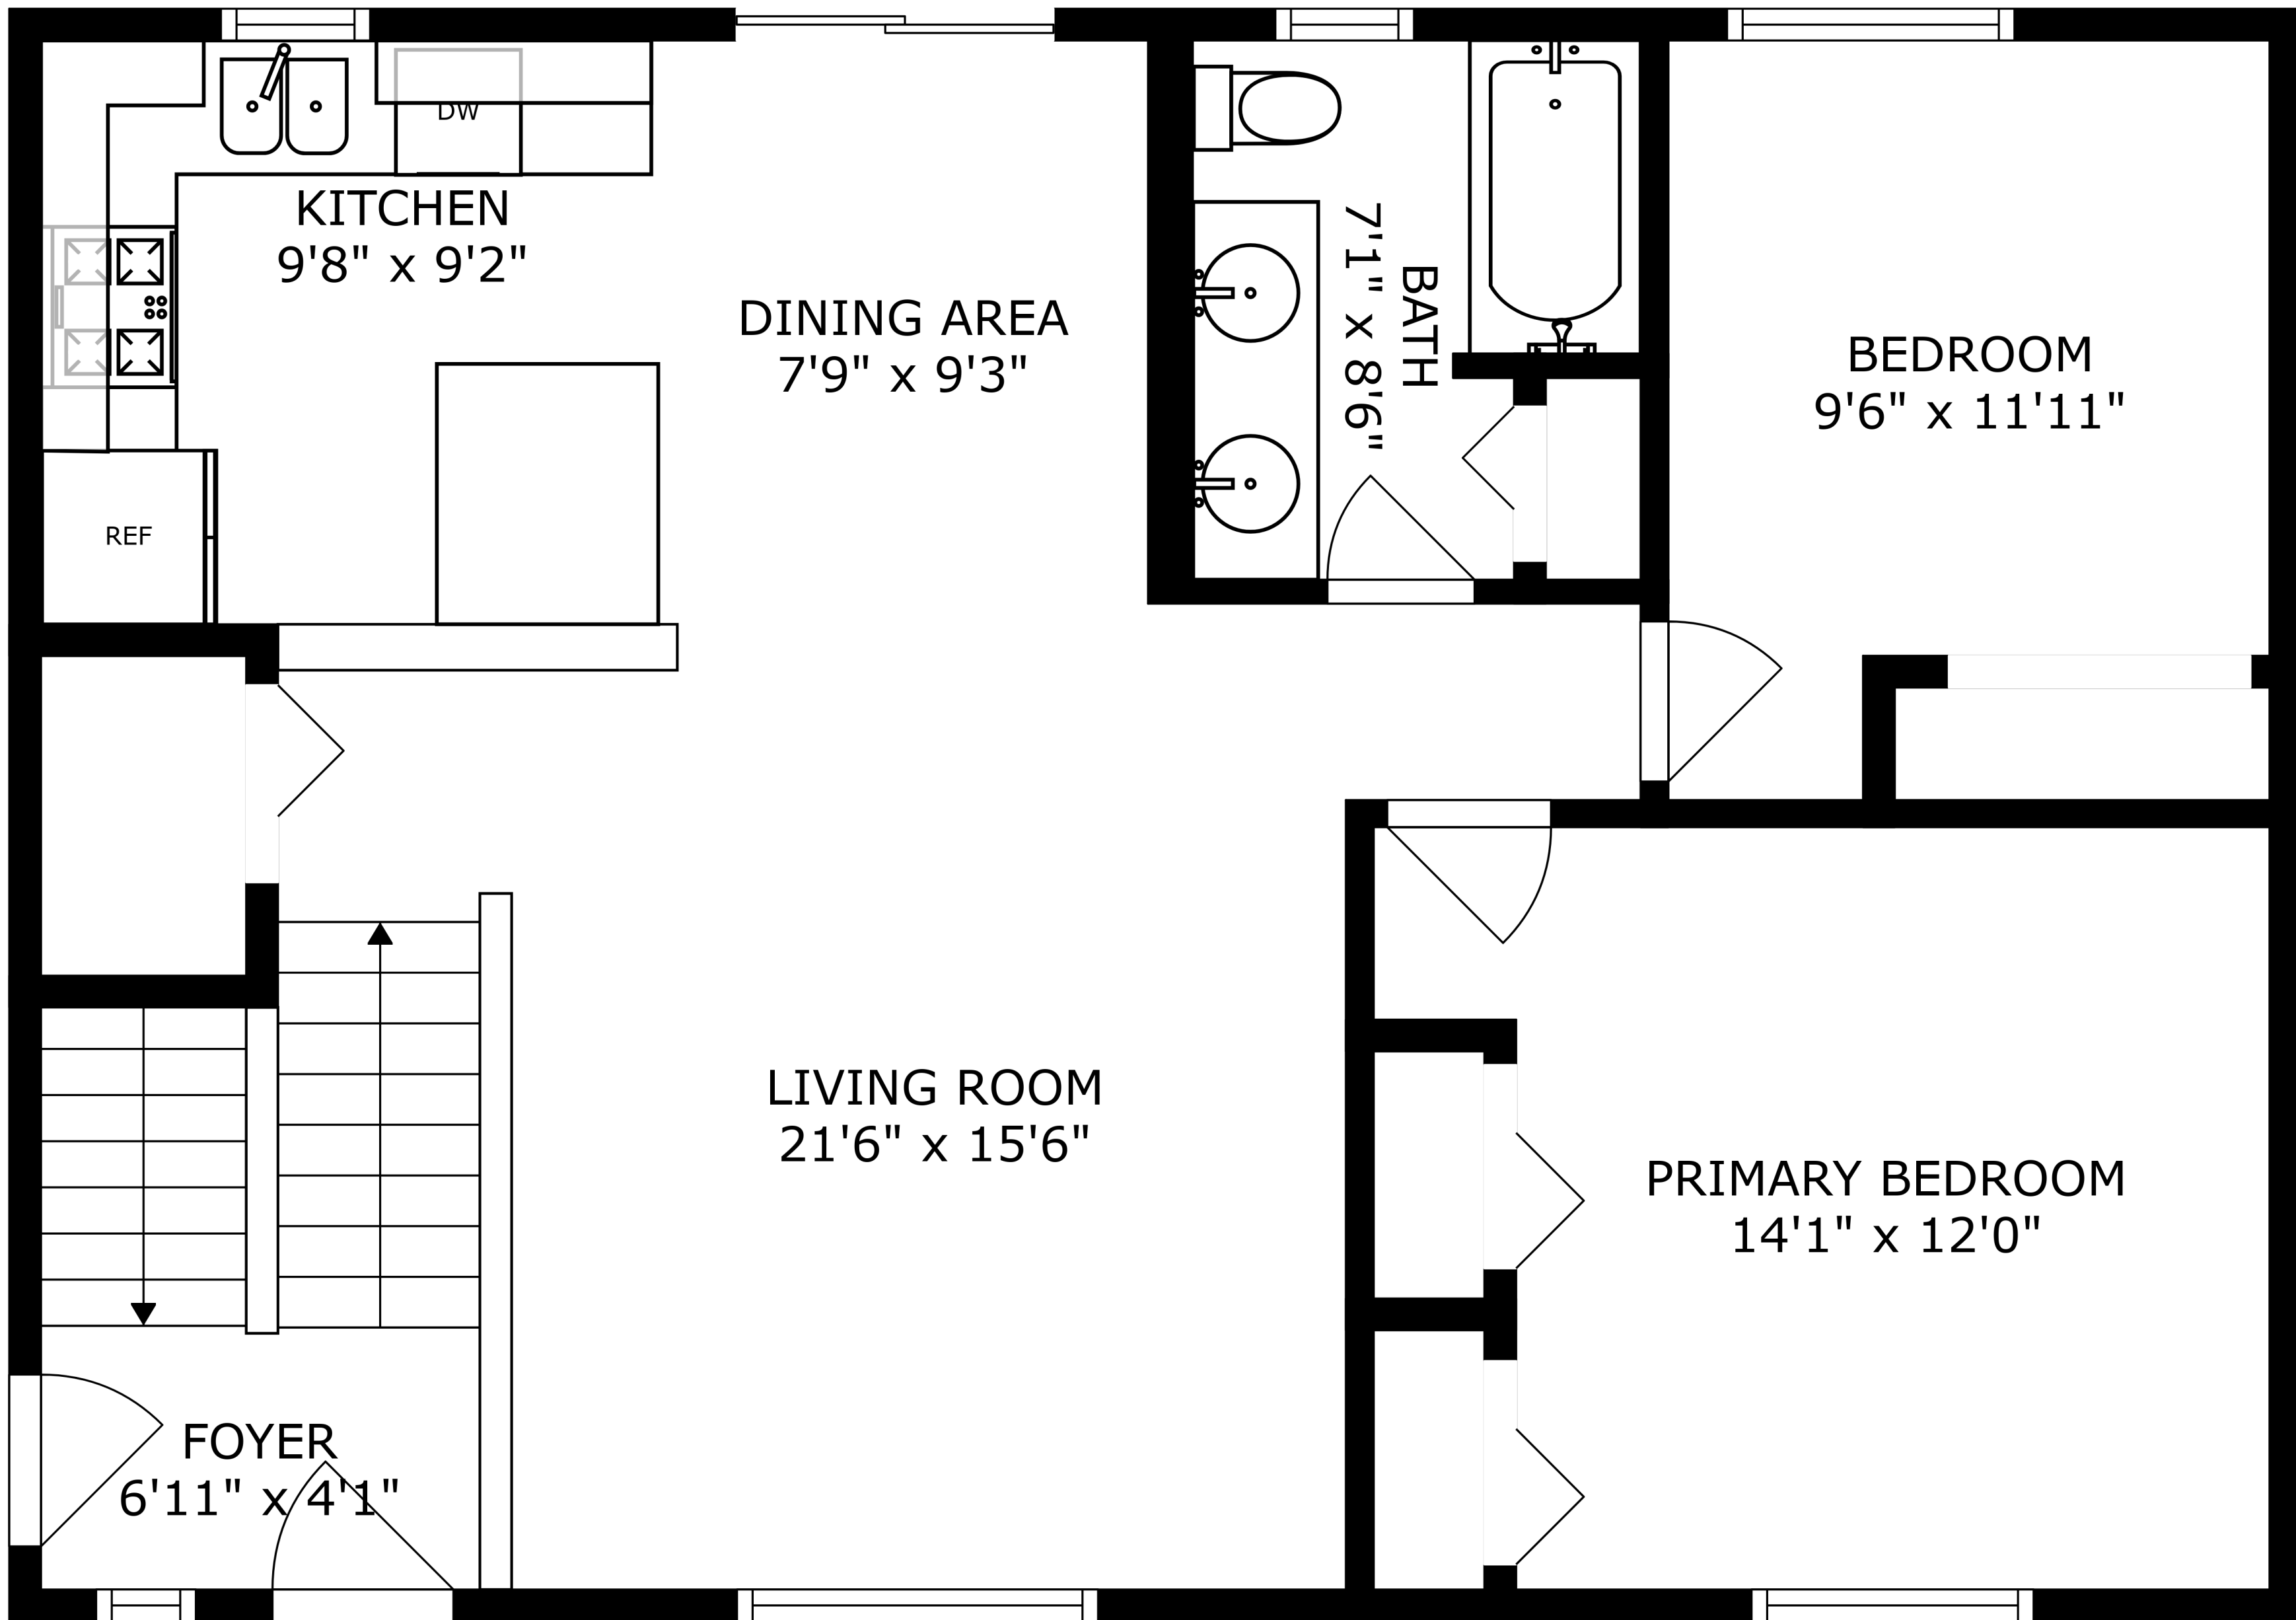 KITCHEN
9'8" x 9'2"
DW
REF
DINING AREA
7'9" x 9'3"
BATH
7'1" x 8'6"
BEDROOM
9'6" x 11'11"
LIVING ROOM
21'6" x 15'6"
PRIMARY BEDROOM
14'1" x 12'0"
FOYER
6'11" x 4'1"